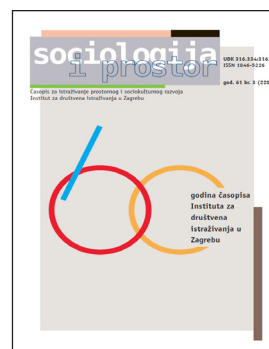 sociologija
i prostor
UDK 316.334:316.
ISSN 1846-5226
god. 61 br. 3 (228
Časopis za istraživanje prostornog i sociokulturnog razvoja
Institut za društvena istraživanja u Zagrebu
godina časopisa
Instituta za
društvena
istraživanja u
Zagrebu